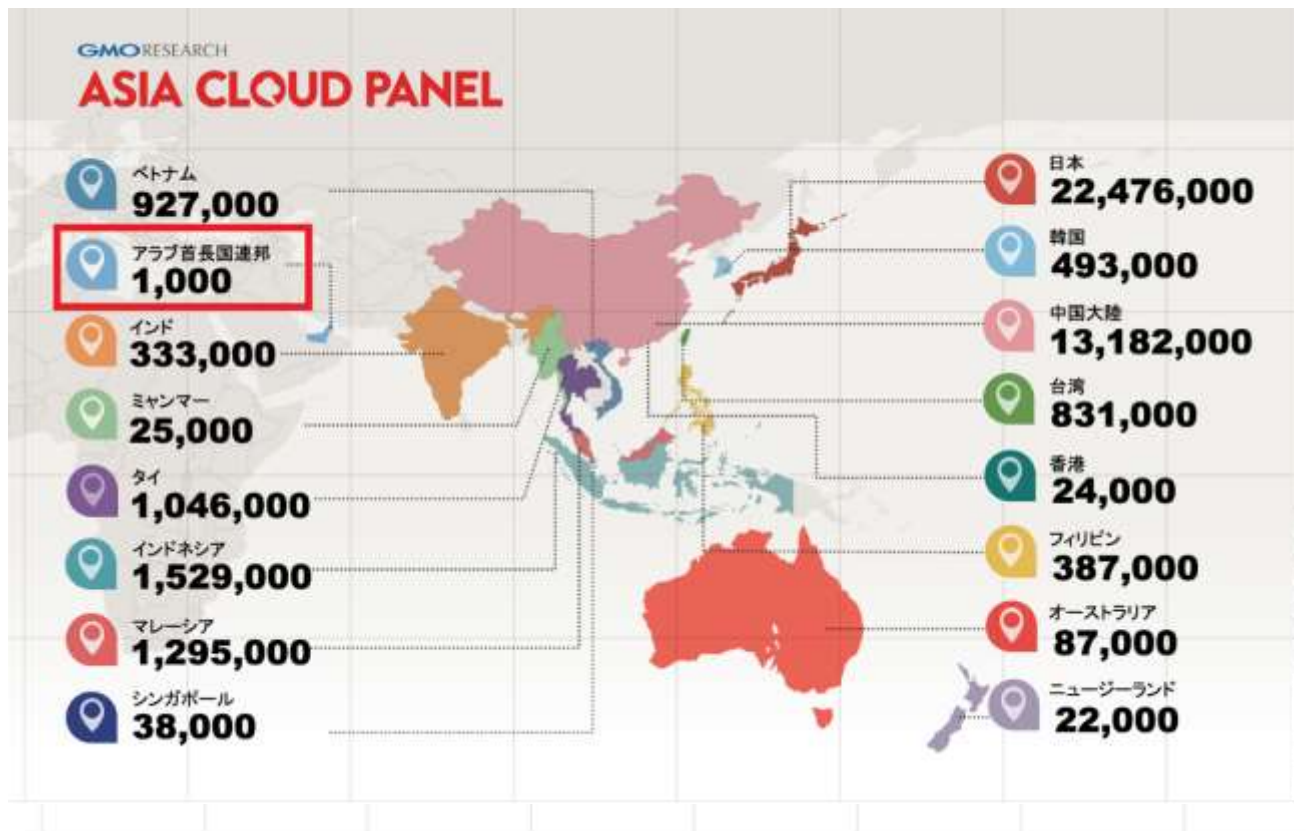 GMO RESEARCH
ASIA CLOUD PANEL
ベトナム
927,000
アラブ首長国連邦
1,000
インド
333,000
ミャンマー
25,000
タイ
1,046,000
インドネシア
1,529,000
マレーシア
1,295,000
シンガポール
38,000
日本
22,476,000
韓国
493,000
中国大陸
13,182,000
台湾
831,000
香港
24,000
フィリピン
387,000
オーストラリア
87,000
ニュージーランド
22,000